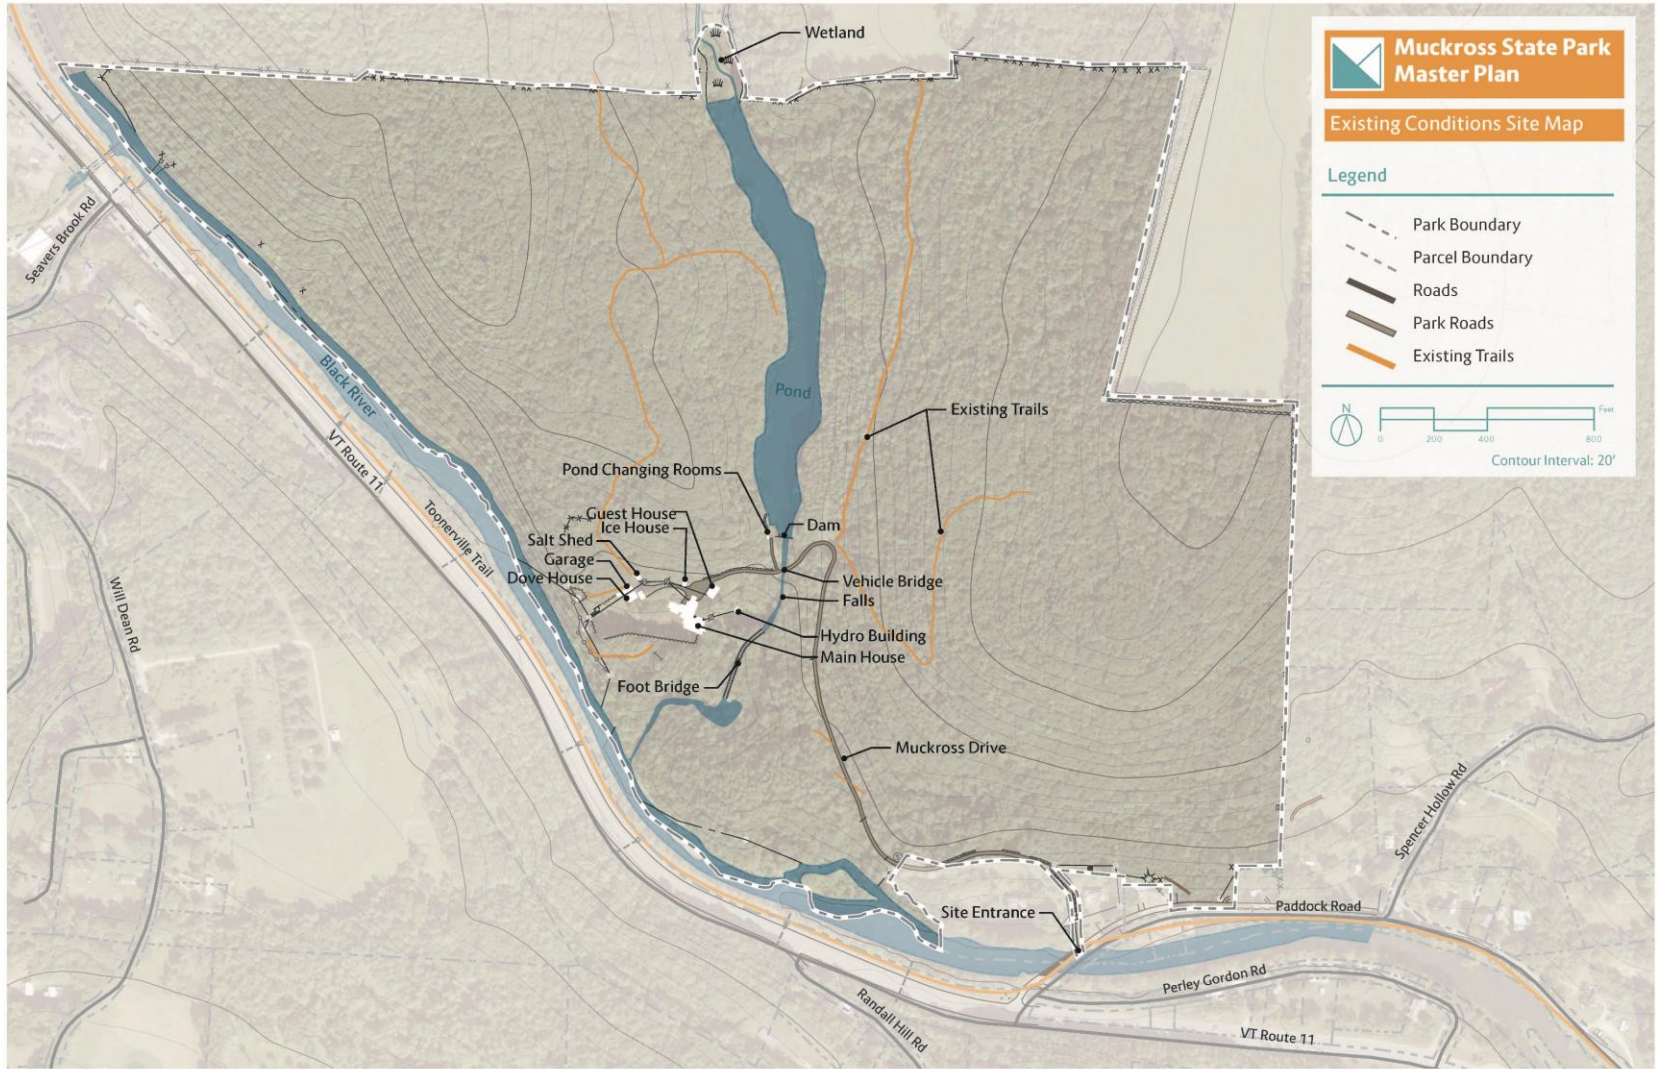 Muckross State Park
Master Plan
Existing Conditions Site Map
Legend
Park Boundary
Parcel Boundary
Roads
Park Roads
Existing Trails
N
Feet
0 200 400 800
Contour Interval: 20'
Wetland
Seavers Brook Rd
Black River
Pond
VT Route 11
Existing Trails
Pond Changing Rooms
Toonerville Trail
Guest House
Ice House
Dam
Salt Shed
Garage
Dove House
Vehicle Bridge
Falls
Will Dean Rd
Hydro Building
Main House
Foot Bridge
Muckross Drive
Spencer Hollow Rd
Site Entrance
Paddock Road
Perley Gordon Rd
Randall Hill Rd
VT Route 11